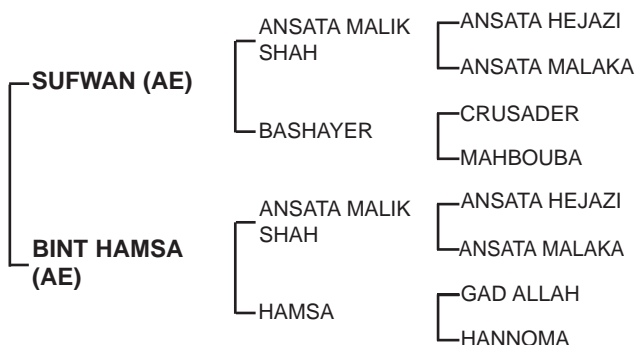 SUFWAN (AE)
ANSATA MALIK
SHAH
ANSATA HEJAZI
ANSATA MALAKA
BASHAYER
CRUSADER
MAHBOUBA
BINT HAMSA
(AE)
ANSATA MALIK
SHAH
ANSATA HEJAZI
ANSATA MALAKA
HAMSA
GAD ALLAH
HANNOMA